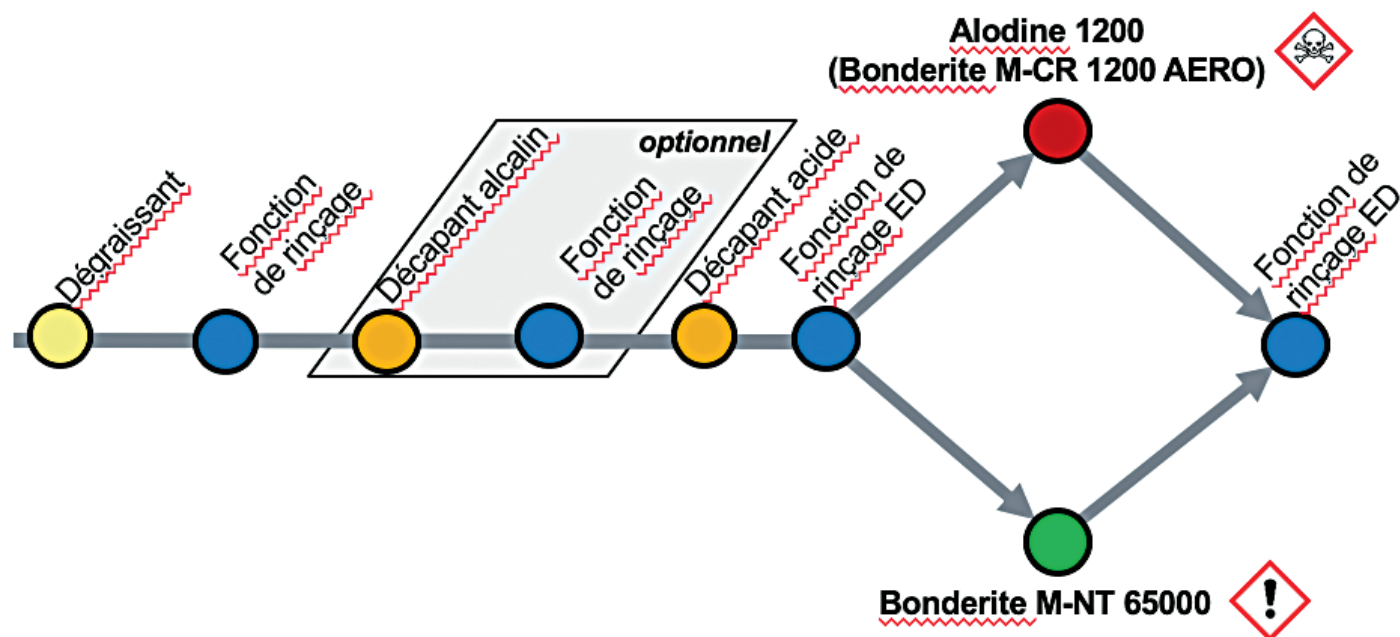 Alodine 1200
(Bonderite M-CR 1200 AERO)
optionnel
Dégraissant
Fonction
de rinçage
Décapant alcalin
Fonction
de rinçage
Décapant acide
Fonction de
rinçage ED
Fonction de
rinçage ED
Bonderite M-NT 65000
!